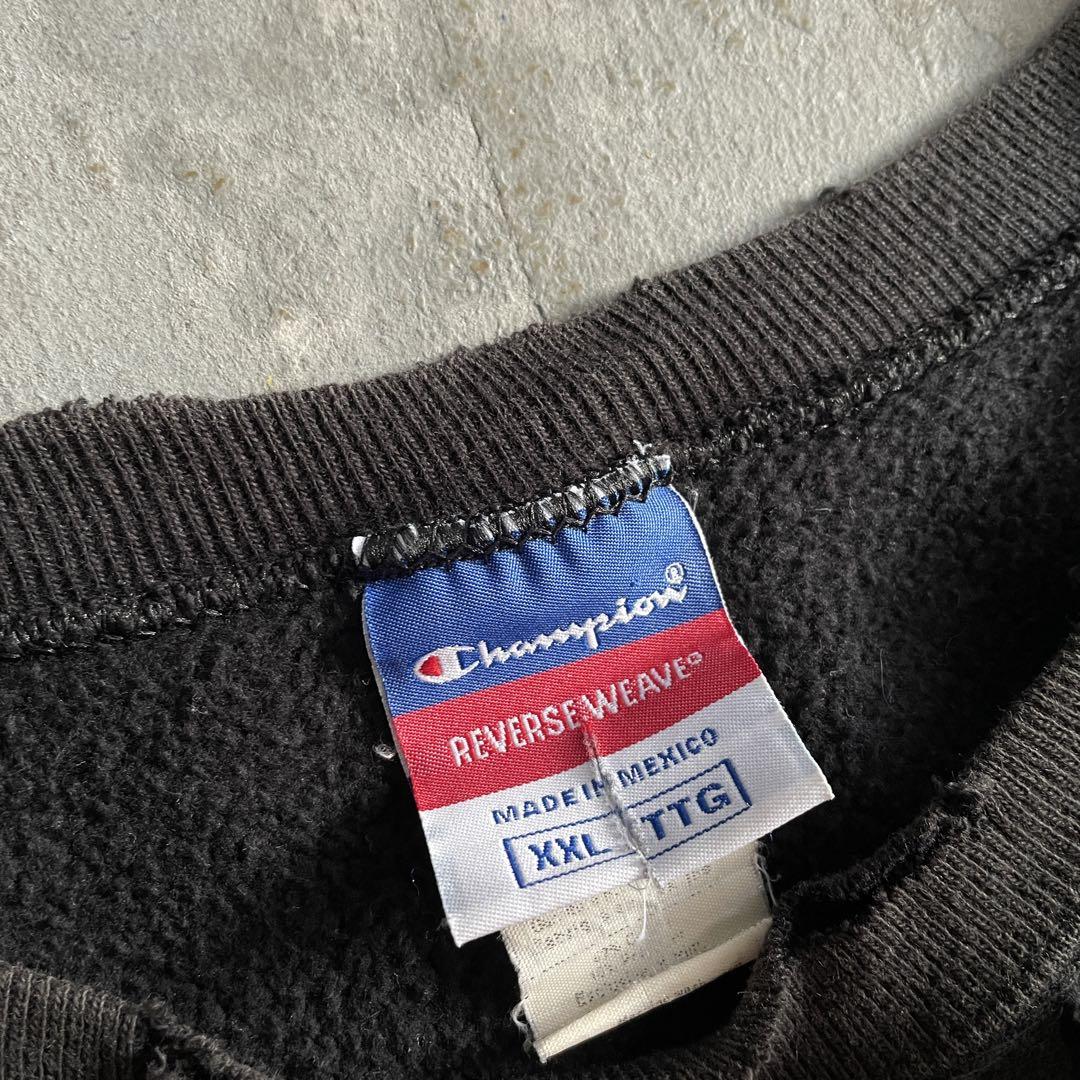 Champion®
REVERSE WEAVE®
MADE IN MEXICO
XXL TTG